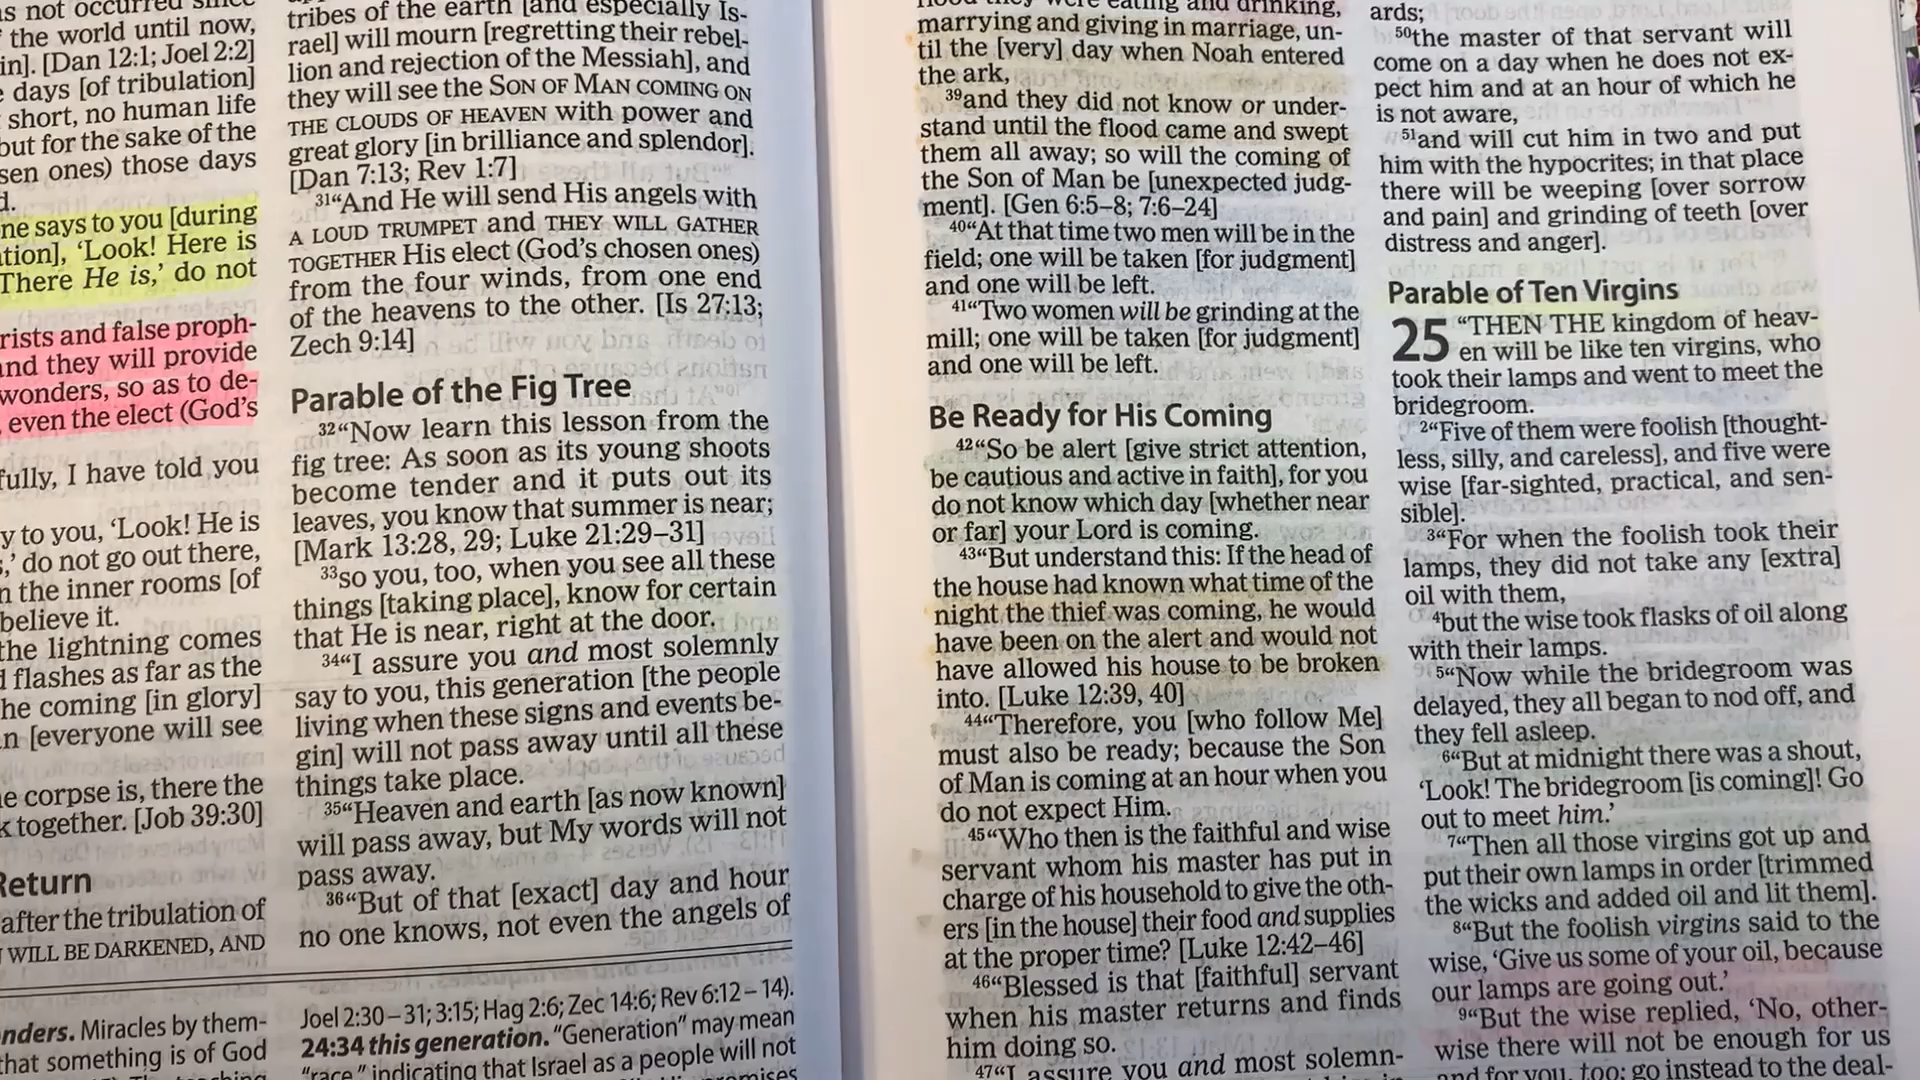 as not occurred since
the world until now,
in]. [Dan 12:1; Joel 2:2]
days [of tribulation]
short, no human life
but for the sake of the
sen ones) those days
d.
ne says to you [during
tion], ‘Look! Here is
There He is,’ do not
rists and false proph-
nd they will provide
wonders, so as to de-
even the elect (God’s
fully, I have told you
y to you, ‘Look! He is
,’ do not go out there,
n the inner rooms [of
believe it.
the lightning comes
flashes as far as the
he coming [in glory]
n [everyone will see
e corpse is, there the
k together. [Job 39:30]
Return
after the tribulation of
WILL BE DARKENED, AND
nders. Miracles by them-
that something is of God
tribes of the earth [and especially Is-
rael] will mourn [regretting their rebel-
lion and rejection of the Messiah], and
they will see the SON OF MAN COMING ON
THE CLOUDS OF HEAVEN with power and
great glory [in brilliance and splendor].
[Dan 7:13; Rev 1:7]
31“And He will send His angels with
A LOUD TRUMPET and THEY WILL GATHER
TOGETHER His elect (God’s chosen ones)
from the four winds, from one end
of the heavens to the other. [Is 27:13;
Zech 9:14]
Parable of the Fig Tree
32“Now learn this lesson from the
fig tree: As soon as its young shoots
become tender and it puts out its
leaves, you know that summer is near;
[Mark 13:28, 29; Luke 21:29–31]
33so you, too, when you see all these
things [taking place], know for certain
that He is near, right at the door.
34“I assure you and most solemnly
say to you, this generation [the people
living when these signs and events be-
gin] will not pass away until all these
things take place.
35“Heaven and earth [as now known]
will pass away, but My words will not
pass away.
36“But of that [exact] day and hour
no one knows, not even the angels of
Joel 2:30–31; 3:15; Hag 2:6; Zec 14:6; Rev 6:12–14).
24:34 this generation. “Generation” may mean
“race,” indicating that Israel as a people will not
flood they were eating and drinking,
marrying and giving in marriage, un-
til the [very] day when Noah entered
the ark,
39and they did not know or under-
stand until the flood came and swept
them all away; so will the coming of
the Son of Man be [unexpected judg-
ment]. [Gen 6:5–8; 7:6–24]
40“At that time two men will be in the
field; one will be taken [for judgment]
and one will be left.
41“Two women will be grinding at the
mill; one will be taken [for judgment]
and one will be left.
Be Ready for His Coming
42“So be alert [give strict attention,
be cautious and active in faith], for you
do not know which day [whether near
or far] your Lord is coming.
43“But understand this: If the head of
the house had known what time of the
night the thief was coming, he would
have been on the alert and would not
have allowed his house to be broken
into. [Luke 12:39, 40]
44“Therefore, you [who follow Me]
must also be ready; because the Son
of Man is coming at an hour when you
do not expect Him.
45“Who then is the faithful and wise
servant whom his master has put in
charge of his household to give the oth-
ers [in the house] their food and supplies
at the proper time? [Luke 12:42–46]
46“Blessed is that [faithful] servant
when his master returns and finds
him doing so.
47“I assure you and most solemn-
ards;
50the master of that servant will
come on a day when he does not ex-
pect him and at an hour of which he
is not aware,
51and will cut him in two and put
him with the hypocrites; in that place
there will be weeping [over sorrow
and pain] and grinding of teeth [over
distress and anger].
Parable of Ten Virgins
25 “THEN THE kingdom of heav-
en will be like ten virgins, who
took their lamps and went to meet the
bridegroom.
2“Five of them were foolish [thought-
less, silly, and careless], and five were
wise [far-sighted, practical, and sen-
sible].
3“For when the foolish took their
lamps, they did not take any [extra]
oil with them,
4but the wise took flasks of oil along
with their lamps.
5“Now while the bridegroom was
delayed, they all began to nod off, and
they fell asleep.
6“But at midnight there was a shout,
‘Look! The bridegroom [is coming]! Go
out to meet him.’
7“Then all those virgins got up and
put their own lamps in order [trimmed
the wicks and added oil and lit them].
8“But the foolish virgins said to the
wise, ‘Give us some of your oil, because
our lamps are going out.’
9“But the wise replied, ‘No, other-
wise there will not be enough for us
and for you, too; go instead to the deal-